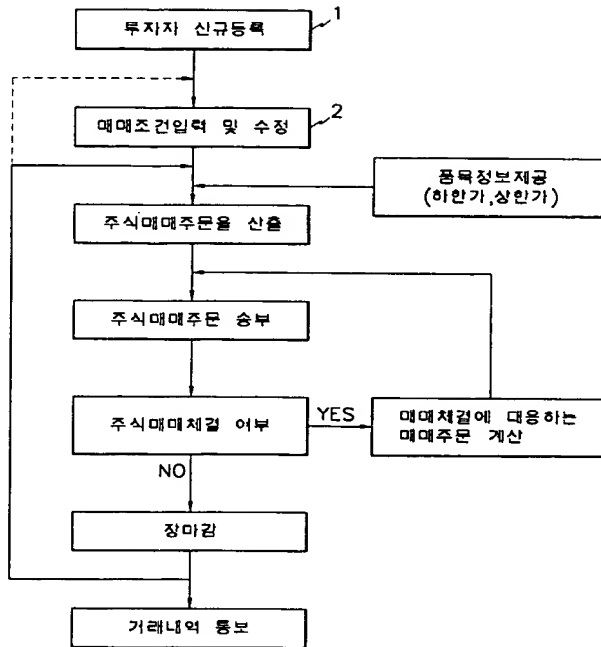 투자자 신규등록
1
매매조건입력 및 수정
2
품목정보제공
(하한가,상한가)
주식매매주문을 산출
주식매매주문 송부
주식매매체결 여부
YES
매매체결에 대응하는
매매주문 계산
NO
장마감
거래내역 통보